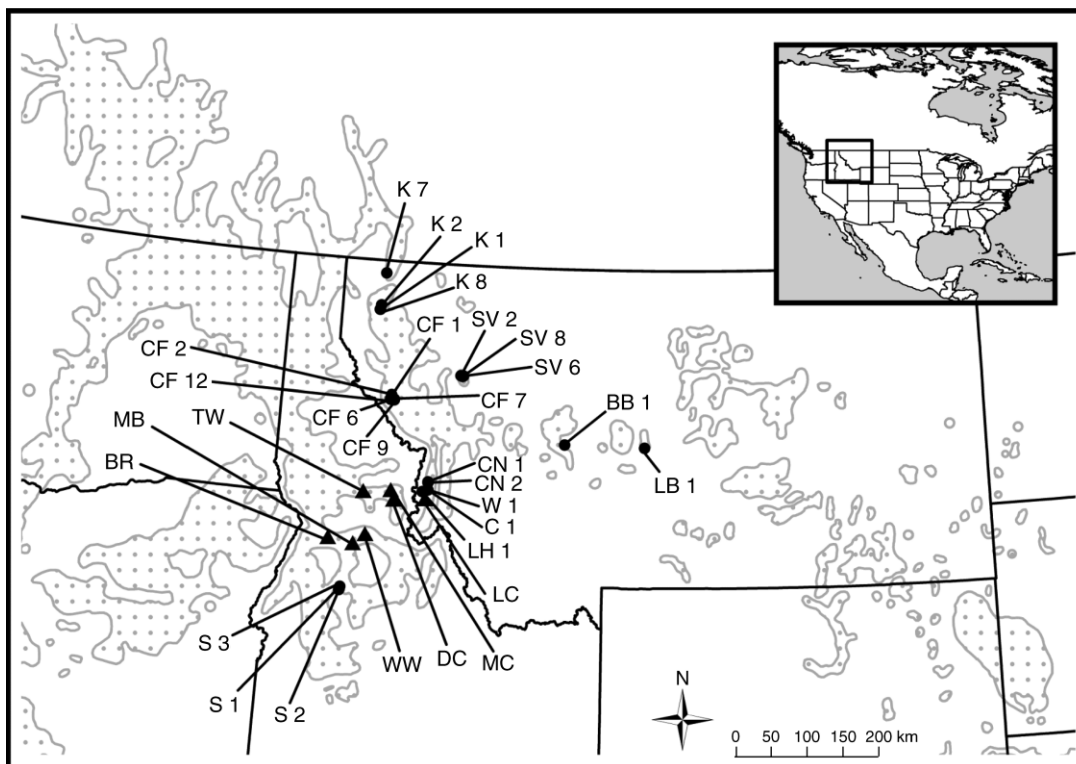 K 7
K 2
K 1
K 8
SV 2
CF 1
SV 8
CF 2
SV 6
CF 12
CF 7
BB 1
CF 6
TW
MB
CF 9
BR
CN 1
CN 2
LB 1
W 1
C 1
LH 1
LC
S 3
WW
DC
MC
S 1
S 2
N
0 50 100 150 200 km